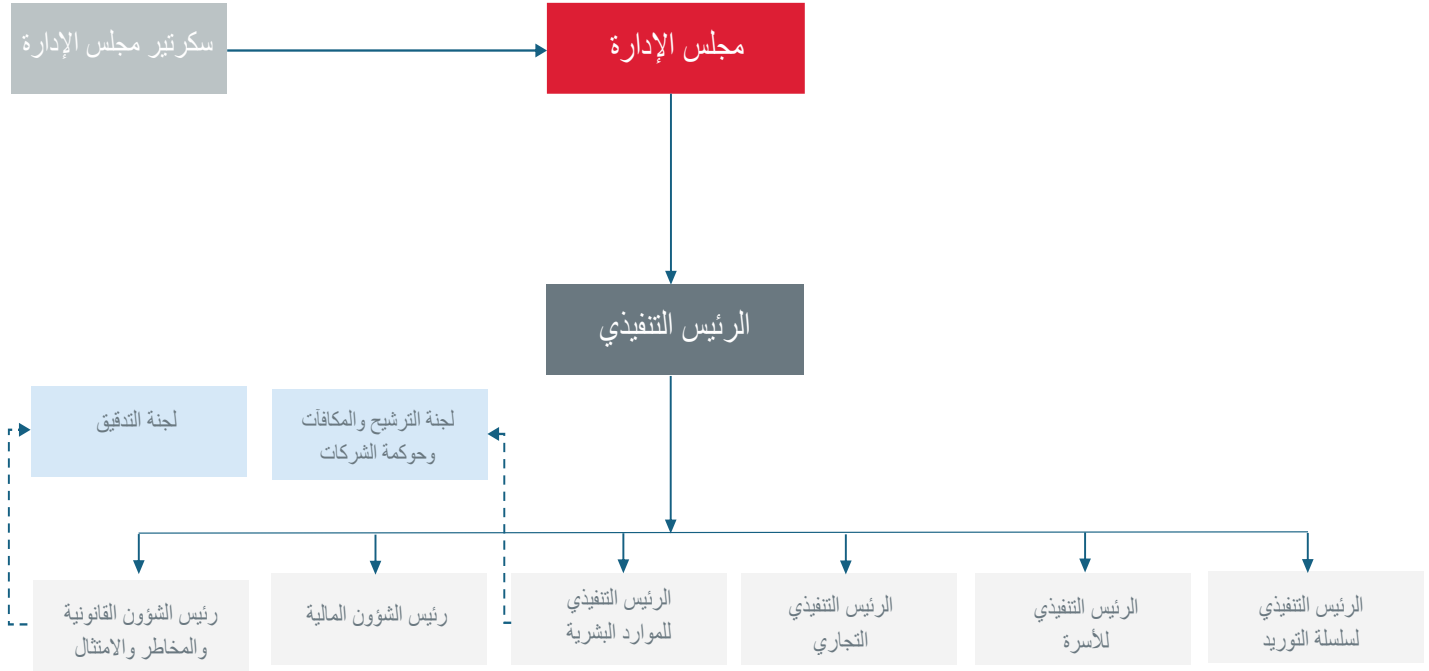 مجلس الإدارة
سكرتير مجلس الإدارة
الرئيس التنفيذي
لجنة الترشيح والمكافآت
وحوكمة الشركات
لجنة التدقيق
الرئيس التنفيذي
لسلسلة التوريد
الرئيس التنفيذي
للأسرة
الرئيس التنفيذي
التجاري
الرئيس التنفيذي
للموارد البشرية
رئيس الشؤون المالية
رئيس الشؤون القانونية
والمخاطر والامتثال